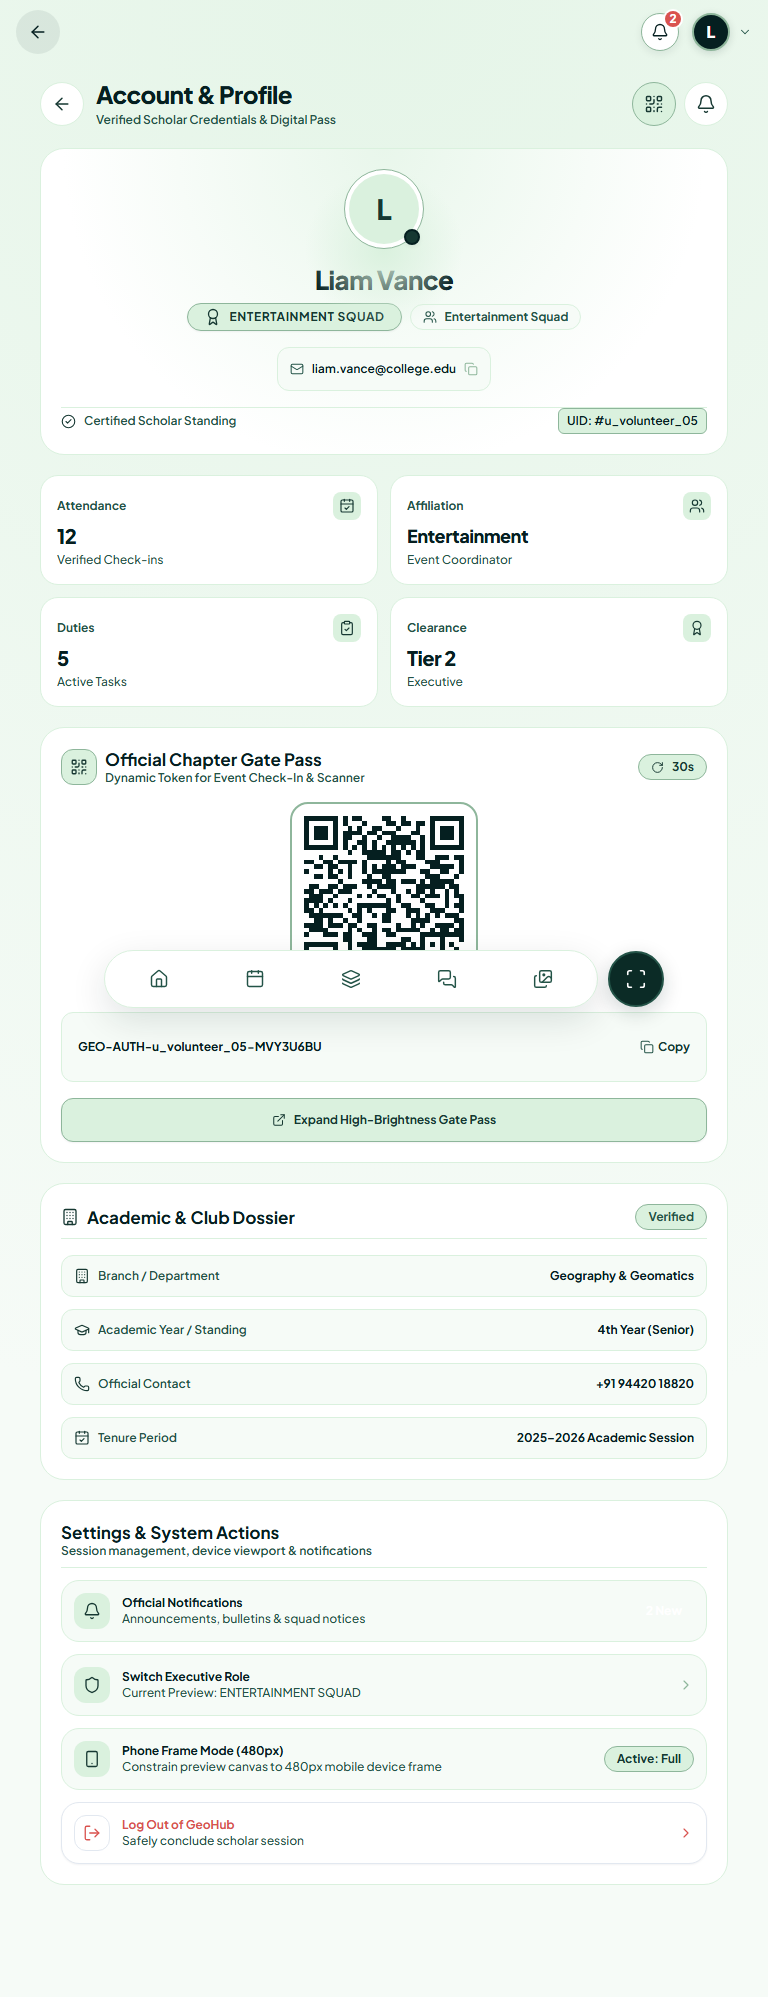 2
L
Account & Profile
Verified Scholar Credentials & Digital Pass
L
Liam Vance
ENTERTAINMENT SQUAD
Entertainment Squad
liam.vance@college.edu
Certified Scholar Standing
UID: #u_volunteer_05
Attendance
12
Verified Check-ins
Affiliation
Entertainment
Event Coordinator
Duties
5
Active Tasks
Clearance
Tier 2
Executive
Official Chapter Gate Pass
Dynamic Token for Event Check-In & Scanner
30s
GEO-AUTH-u_volunteer_05-MVY3U6BU
Copy
Expand High-Brightness Gate Pass
Academic & Club Dossier
Verified
Branch / Department
Geography & Geomatics
Academic Year / Standing
4th Year (Senior)
Official Contact
+91 94420 18820
Tenure Period
2025–2026 Academic Session
Settings & System Actions
Session management, device viewport & notifications
Official Notifications
Announcements, bulletins & squad notices
2 New
Switch Executive Role
Current Preview: ENTERTAINMENT SQUAD
Phone Frame Mode (480px)
Constrain preview canvas to 480px mobile device frame
Active: Full
Log Out of GeoHub
Safely conclude scholar session